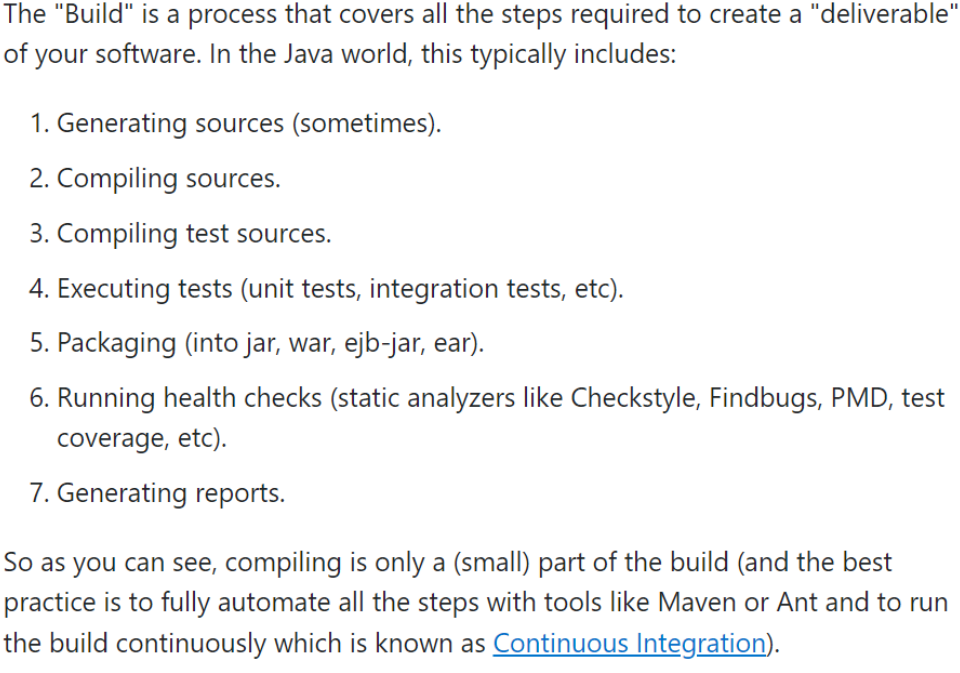 The "Build" is a process that covers all the steps required to create a "deliverable"
of your software. In the Java world, this typically includes:
1. Generating sources (sometimes).
2. Compiling sources.
3. Compiling test sources.
4. Executing tests (unit tests, integration tests, etc).
5. Packaging (into jar, war, ejb-jar, ear).
6. Running health checks (static analyzers like Checkstyle, Findbugs, PMD, test
coverage, etc).
7. Generating reports.
So as you can see, compiling is only a (small) part of the build (and the best
practice is to fully automate all the steps with tools like Maven or Ant and to run
the build continuously which is known as Continuous Integration).